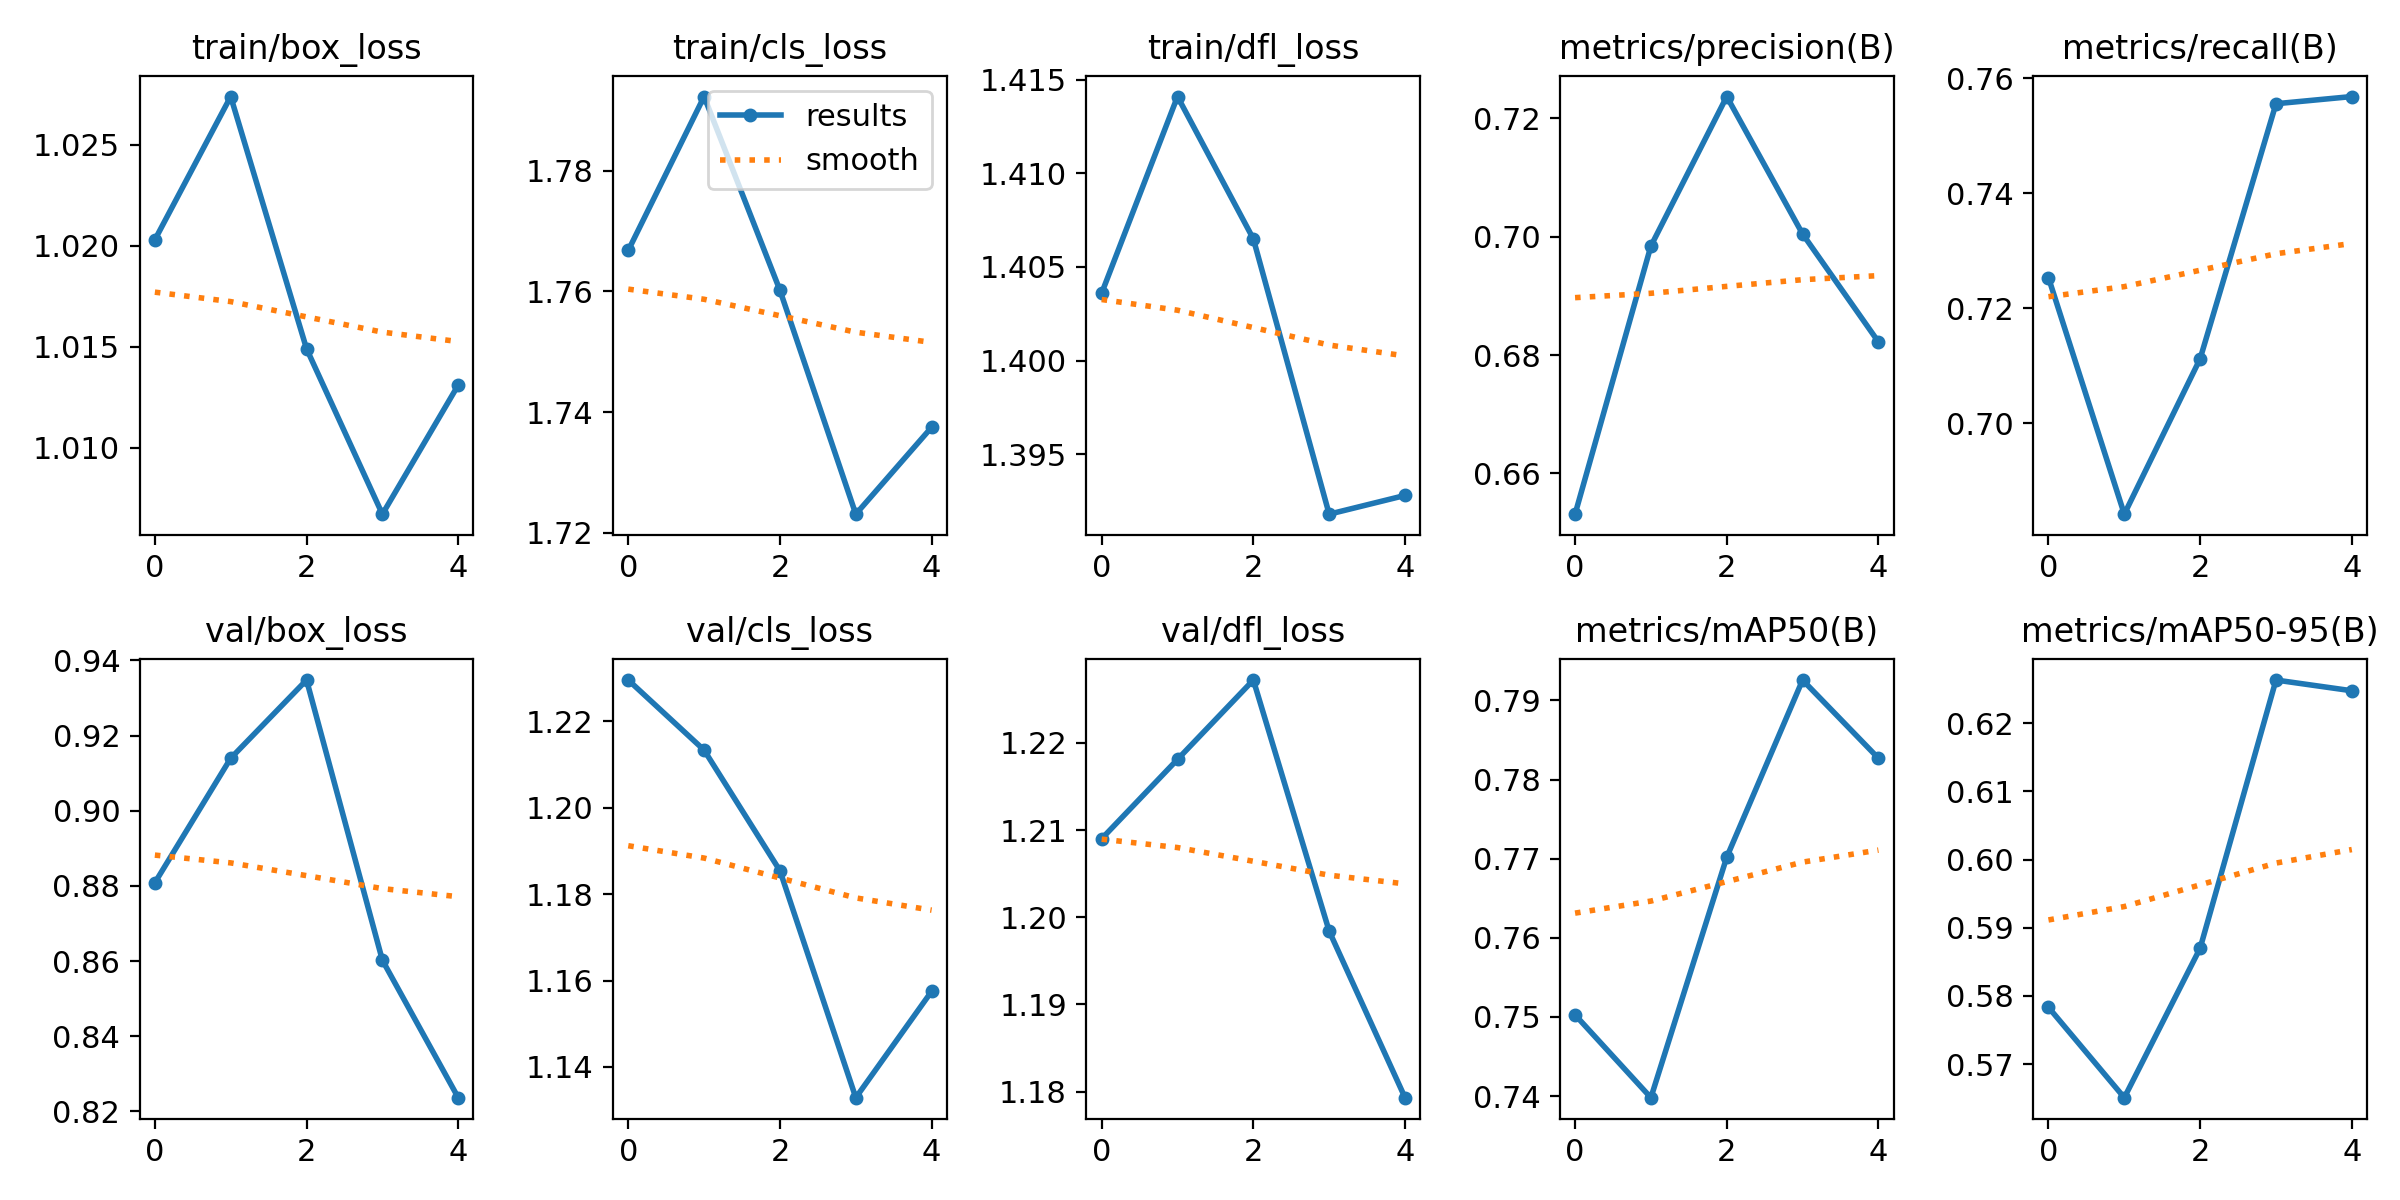 train/box_loss
1.025
1.020
1.015
1.010
0 2 4
train/cls_loss
results
smooth
1.78
1.76
1.74
1.72
0 2 4
train/dfl_loss
1.415
1.410
1.405
1.400
1.395
0 2 4
metrics/precision(B)
0.72
0.70
0.68
0.66
0 2 4
metrics/recall(B)
0.76
0.74
0.72
0.70
0 2 4
val/box_loss
0.94
0.92
0.90
0.88
0.86
0.84
0.82
0 2 4
val/cls_loss
1.22
1.20
1.18
1.16
1.14
0 2 4
val/dfl_loss
1.22
1.21
1.20
1.19
1.18
0 2 4
metrics/mAP50(B)
0.79
0.78
0.77
0.76
0.75
0.74
0 2 4
metrics/mAP50-95(B)
0.62
0.61
0.60
0.59
0.58
0.57
0 2 4